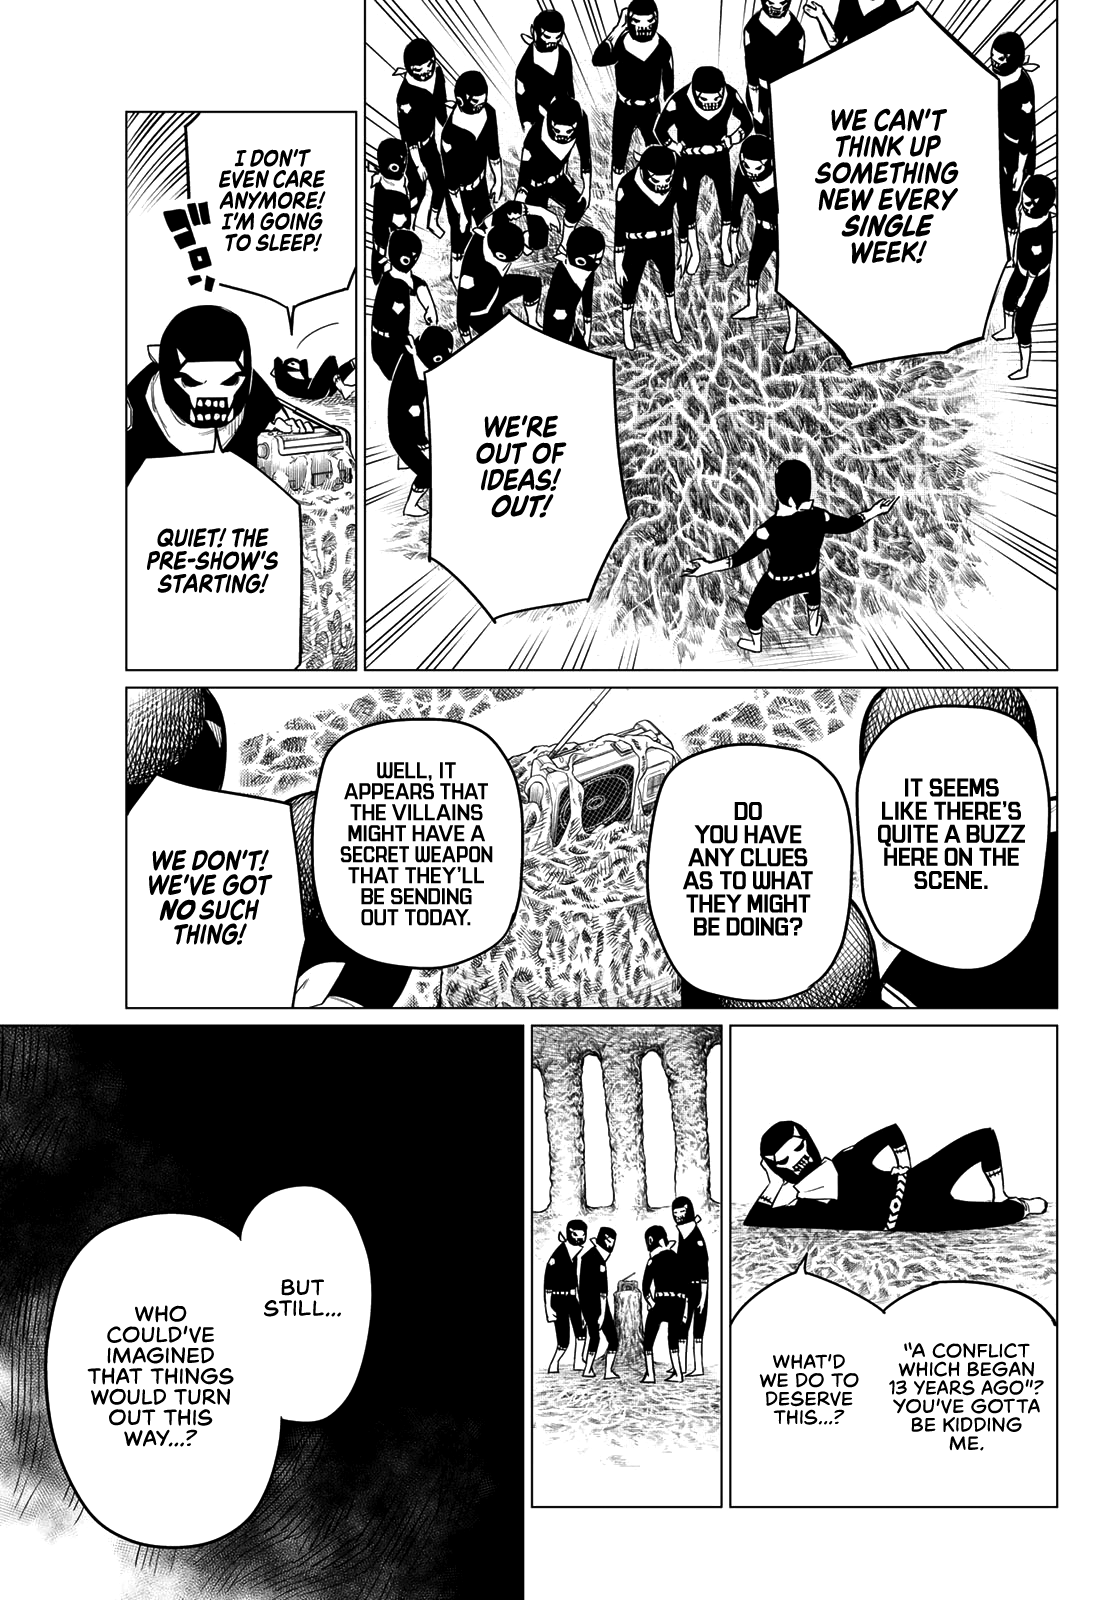 WE CAN'T
THINK UP
SOMETHING
NEW EVERY
SINGLE
WEEK!
WE'RE
OUT OF
IDEAS!
OUT!
I DON'T
EVEN CARE
ANYMORE!
I'M GOING
TO SLEEP!
ゴロン
QUIET! THE
PRE-SHOW'S
STARTING!
IT SEEMS
LIKE THERE'S
QUITE A BUZZ
HERE ON THE
SCENE.
DO
YOU HAVE
ANY CLUES
AS TO WHAT
THEY MIGHT
BE DOING?
WELL, IT
APPEARS THAT
THE VILLAINS
MIGHT HAVE A
SECRET WEAPON
THAT THEY'LL
BE SENDING
OUT TODAY.
WE DON'T!
WE'VE GOT
NO SUCH
THING!
"A CONFLICT
WHICH BEGAN
13 YEARS AGO"?
YOU'VE GOTTA
BE KIDDING
ME.
WHAT'D
WE DO TO
DESERVE
THIS...?
BUT
STILL...
WHO
COULD'VE
IMAGINED
THAT THINGS
WOULD TURN
OUT THIS
WAY...?